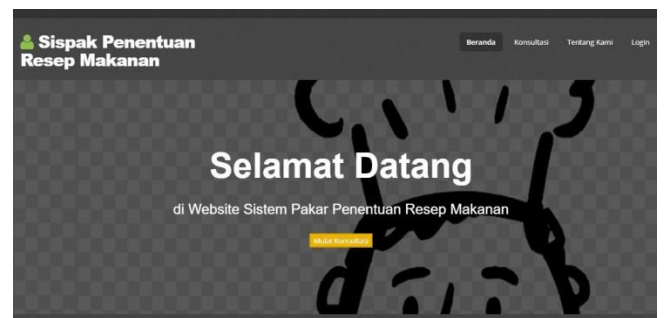 Sispak Penentuan
Resep Makanan
Beranda Konsultasi Tentang Kami Login
Selamat Datang
di Website Sistem Pakar Penentuan Resep Makanan
Mulai Konsultasi